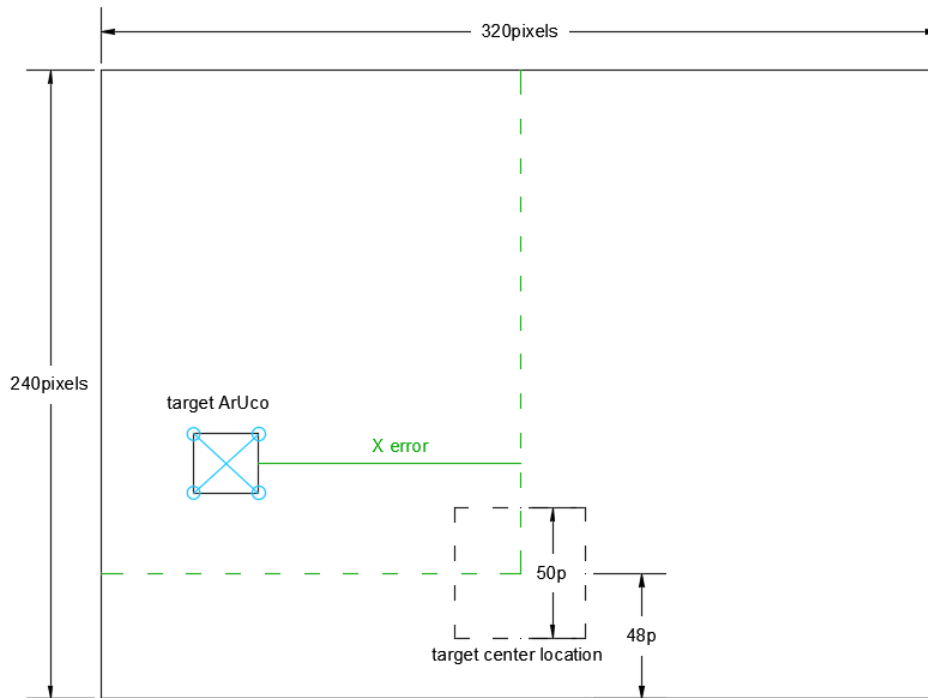 320pixels
240pixels
target ArUco
X error
50p
48p
target center location